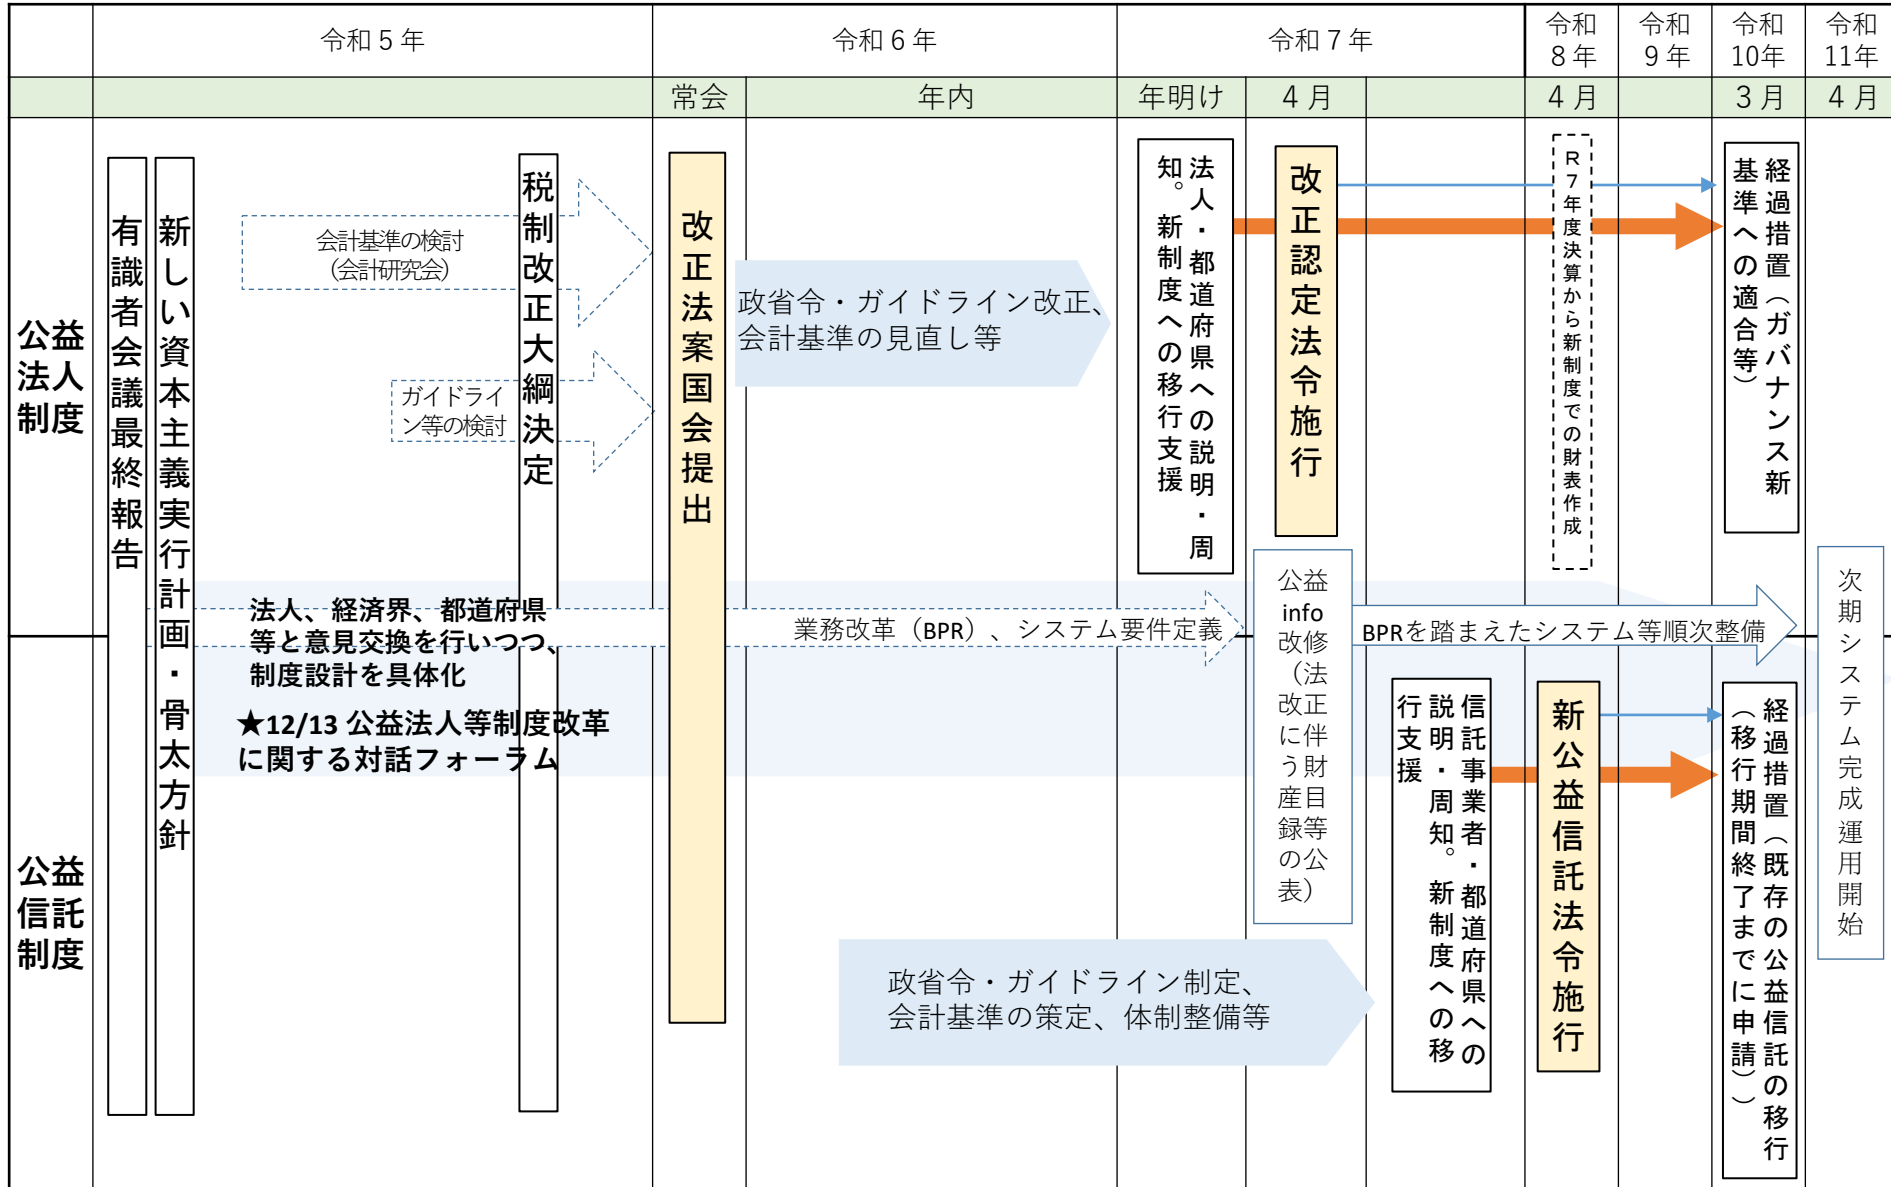 令和５年
令和６年
令和７年
令和
８年
令和
９年
令和
10年
令和
11年
常会
年内
年明け
４月
４月
３月
４月
公益
法人
制度
公益
信託
制度
有識者会議最終報告
新しい資本主義実行計画・骨太方針
会計基準の検討
（会計研究会）
ガイドライ
ン等の検討
税制改正大綱決定
改正法案国会提出
政省令・ガイドライン改正、
会計基準の見直し等
法人・都道府県への説明・周
知。新制度への移行支援
改正認定法令施行
Ｒ７年度決算から新制度での財表作成
経過措置（ガバナンス新
基準への適合等）
法人、経済界、都道府県
等と意見交換を行いつつ、
制度設計を具体化
★12/13 公益法人等制度改革
に関する対話フォーラム
業務改革（BPR）、システム要件定義
公益
info
改修
（法
改正
に伴
う財
産目
録等
の公
表）
BPRを踏まえたシステム等順次整備
次期システム完成運用開始
政省令・ガイドライン制定、
会計基準の策定、体制整備等
信託事業者・都道府県への
説明・周知。新制度への移
行支援
新公益信託法令施行
経過措置（既存の公益信託の移行
（移行期間終了までに申請））